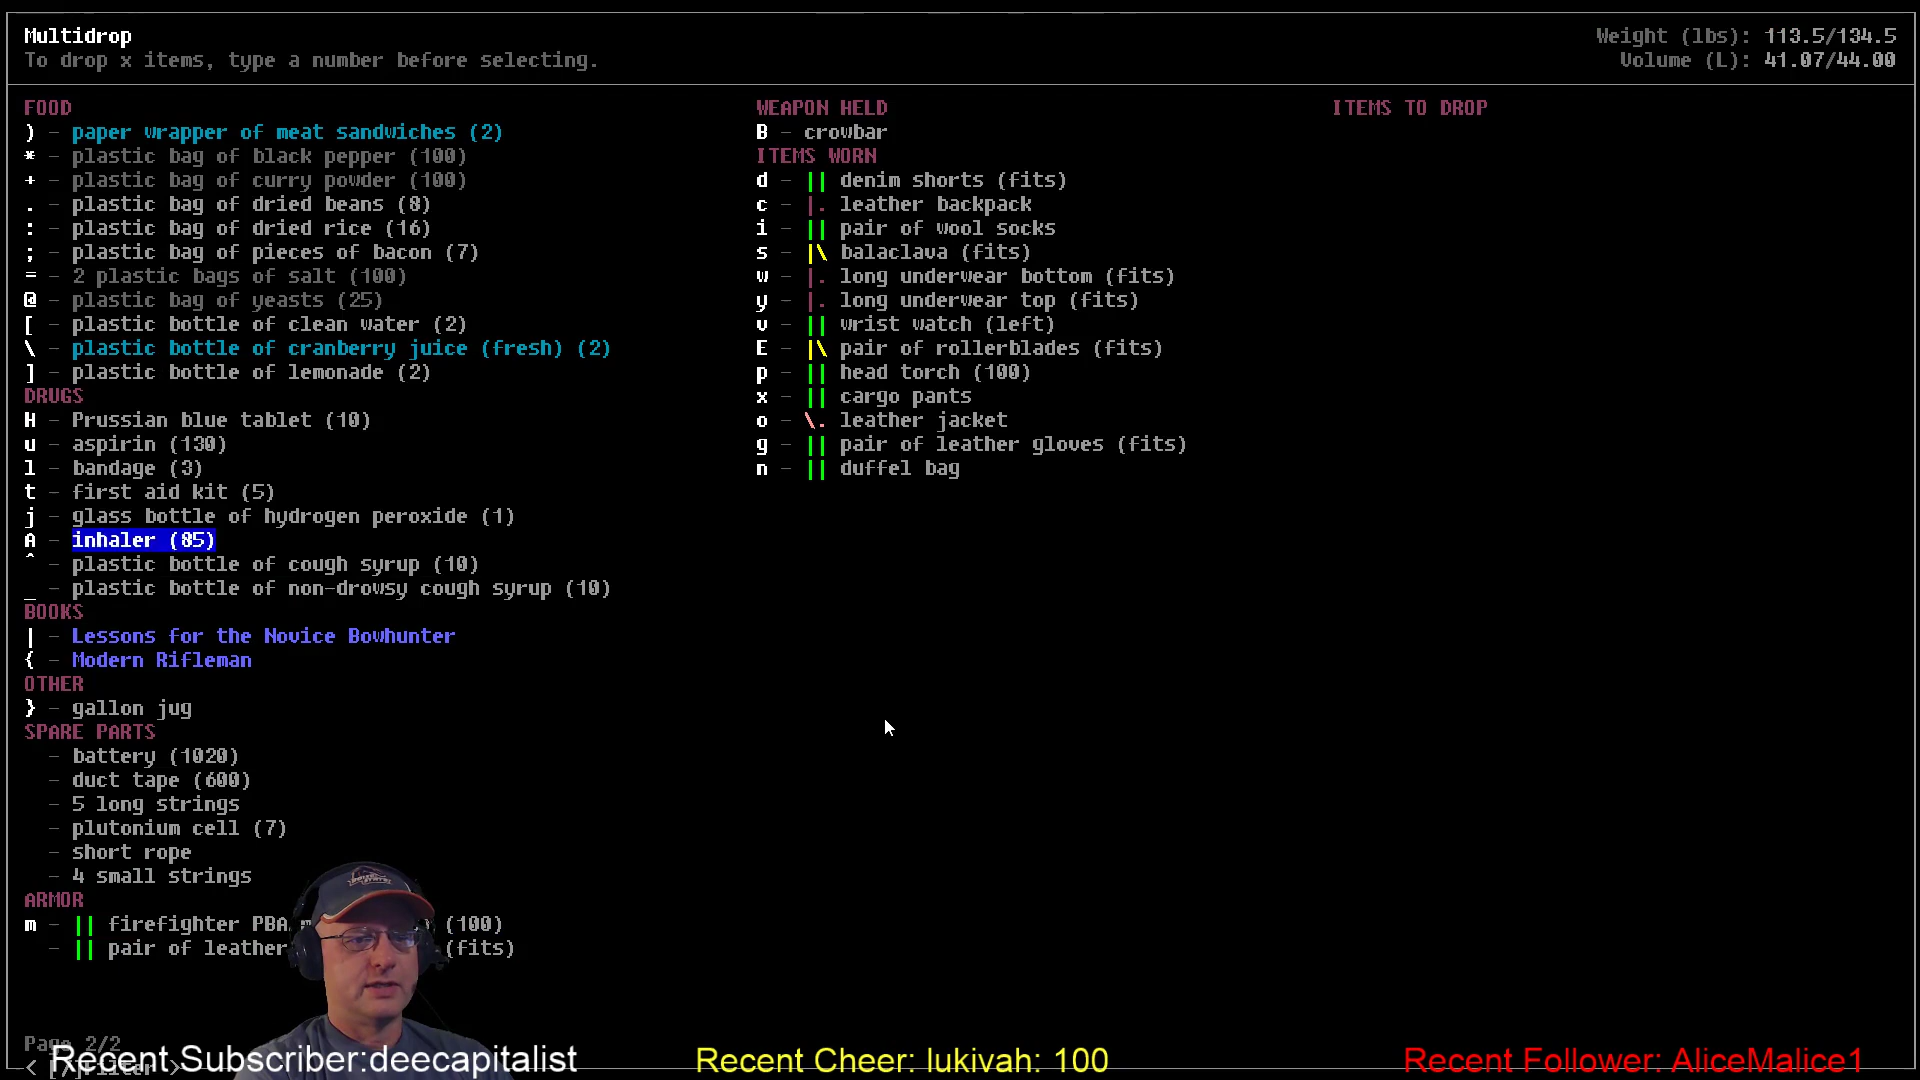 Multidrop
To drop x items, type a number before selecting.
Weight (lbs): 113.5/134.5
Volume (L): 41.07/44.00
FOOD
) - paper wrapper of meat sandwiches (2)
* - plastic bag of black pepper (100)
+ - plastic bag of curry powder (100)
. - plastic bag of dried beans (8)
: - plastic bag of dried rice (16)
; - plastic bag of pieces of bacon (7)
= - 2 plastic bags of salt (100)
@ - plastic bag of yeasts (25)
[ - plastic bottle of clean water (2)
\ - plastic bottle of cranberry juice (fresh) (2)
] - plastic bottle of lemonade (2)
DRUGS
H - Prussian blue tablet (10)
u - aspirin (130)
l - bandage (3)
t - first aid kit (5)
j - glass bottle of hydrogen peroxide (1)
A - inhaler (85)
^ - plastic bottle of cough syrup (10)
_ - plastic bottle of non-drowsy cough syrup (10)
BOOKS
| - Lessons for the Novice Bowhunter
{ - Modern Rifleman
OTHER
} - gallon jug
SPARE PARTS
- battery (1020)
- duct tape (600)
- 5 long strings
- plutonium cell (7)
- short rope
- 4 small strings
ARMOR
m - || firefighter PBA (100)
- || pair of leather (fits)
WEAPON HELD
B - crowbar
ITEMS WORN
d - || denim shorts (fits)
c - |. leather backpack
i - || pair of wool socks
s - |\ balaclava (fits)
w - |. long underwear bottom (fits)
y - |. long underwear top (fits)
v - || wrist watch (left)
E - |\ pair of rollerblades (fits)
p - || head torch (100)
x - || cargo pants
o - \. leather jacket
g - || pair of leather gloves (fits)
n - || duffel bag
ITEMS TO DROP
Page 2/2
Recent Subscriber:deecapitalist
Recent Cheer: lukivah: 100
Recent Follower: AliceMalice1